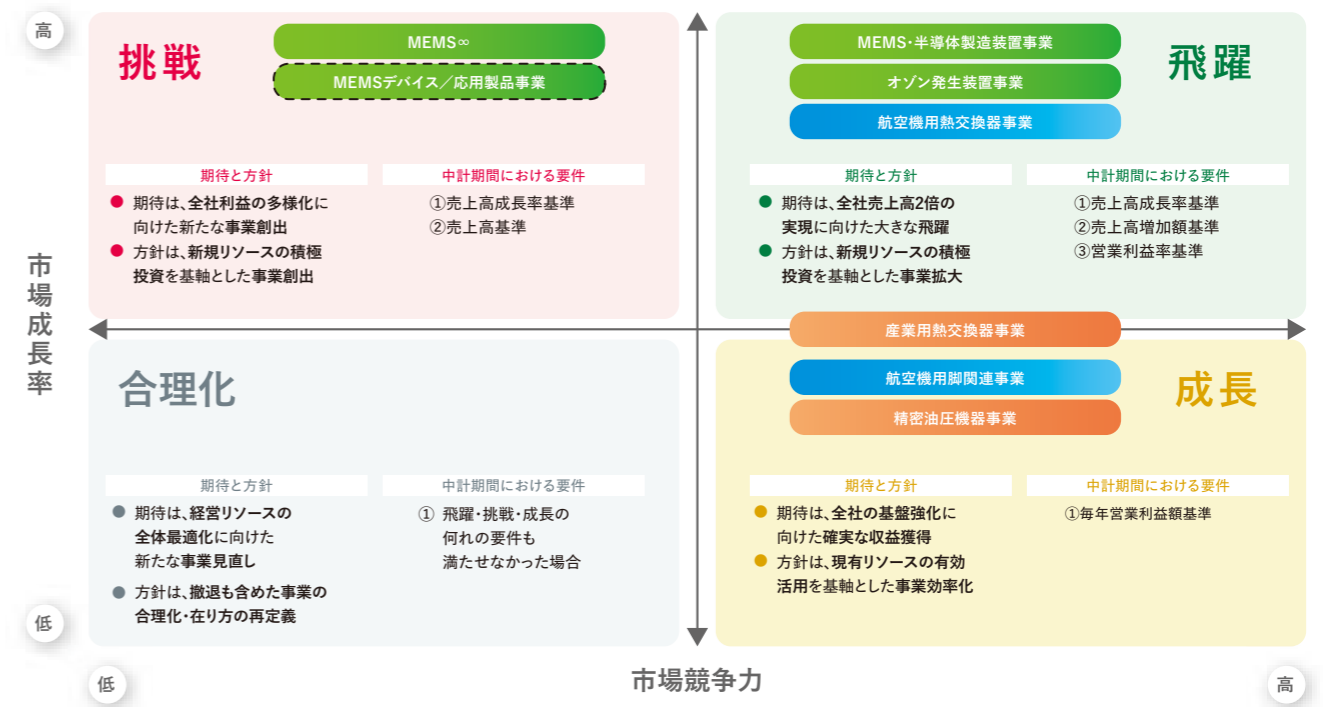 高
挑戦
MEMS∞
MEMSデバイス／応用製品事業
期待と方針
● 期待は、全社利益の多様化に
向けた新たな事業創出
● 方針は、新規リソースの積極
投資を基軸とした事業創出
中計期間における要件
①売上高成長率基準
②売上高基準
飛躍
MEMS・半導体製造装置事業
オゾン発生装置事業
航空機用熱交換器事業
期待と方針
● 期待は、全社売上高2倍の
実現に向けた大きな飛躍
● 方針は、新規リソースの積極
投資を基軸とした事業拡大
中計期間における要件
①売上高成長率基準
②売上高増加額基準
③営業利益率基準
市場成長率
産業用熱交換器事業
合理化
期待と方針
● 期待は、経営リソースの
全体最適化に向けた
新たな事業見直し
● 方針は、撤退も含めた事業の
合理化・在り方の再定義
中計期間における要件
① 飛躍・挑戦・成長の
何れの要件も
満たせなかった場合
成長
航空機用脚関連事業
精密油圧機器事業
期待と方針
● 期待は、全社の基盤強化に
向けた確実な収益獲得
● 方針は、現有リソースの有効
活用を基軸とした事業効率化
中計期間における要件
①毎年営業利益額基準
低
低
市場競争力
高